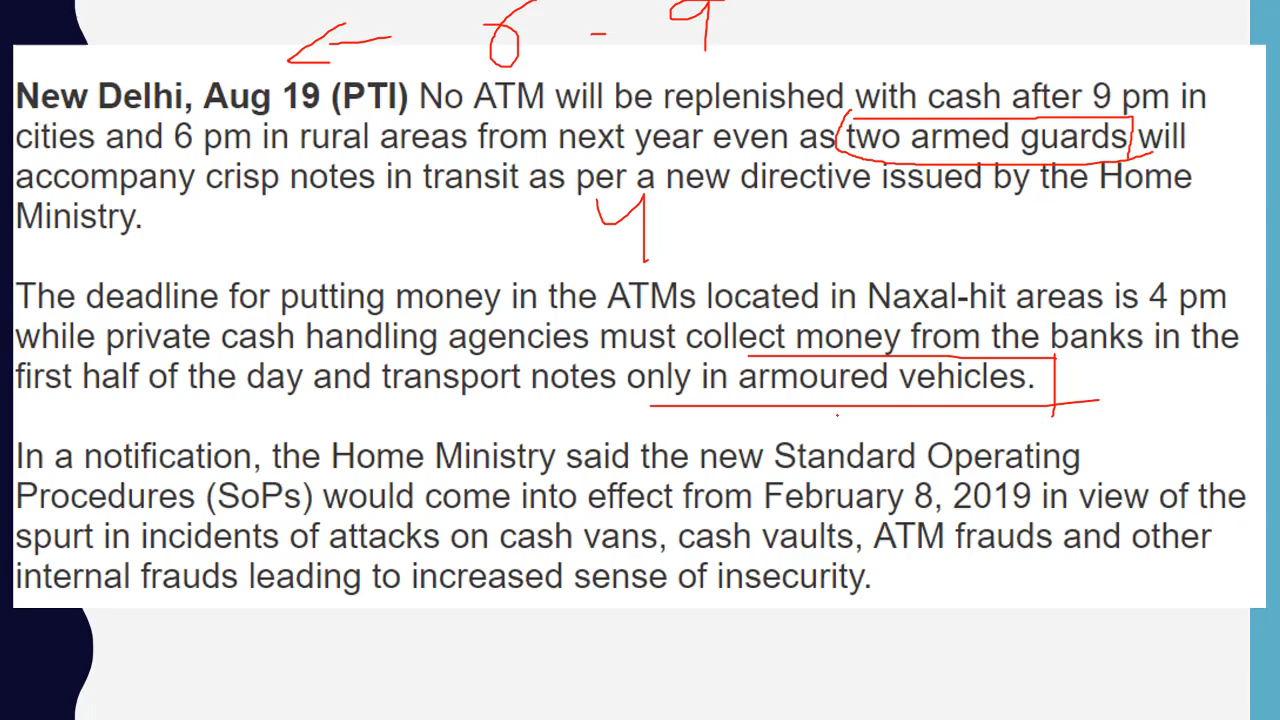 6 - 9
New Delhi, Aug 19 (PTI) No ATM will be replenished with cash after 9 pm in
cities and 6 pm in rural areas from next year even as two armed guards will
accompany crisp notes in transit as per a new directive issued by the Home
Ministry.
4
The deadline for putting money in the ATMs located in Naxal-hit areas is 4 pm
while private cash handling agencies must collect money from the banks in the
first half of the day and transport notes only in armoured vehicles.
In a notification, the Home Ministry said the new Standard Operating
Procedures (SoPs) would come into effect from February 8, 2019 in view of the
spurt in incidents of attacks on cash vans, cash vaults, ATM frauds and other
internal frauds leading to increased sense of insecurity.